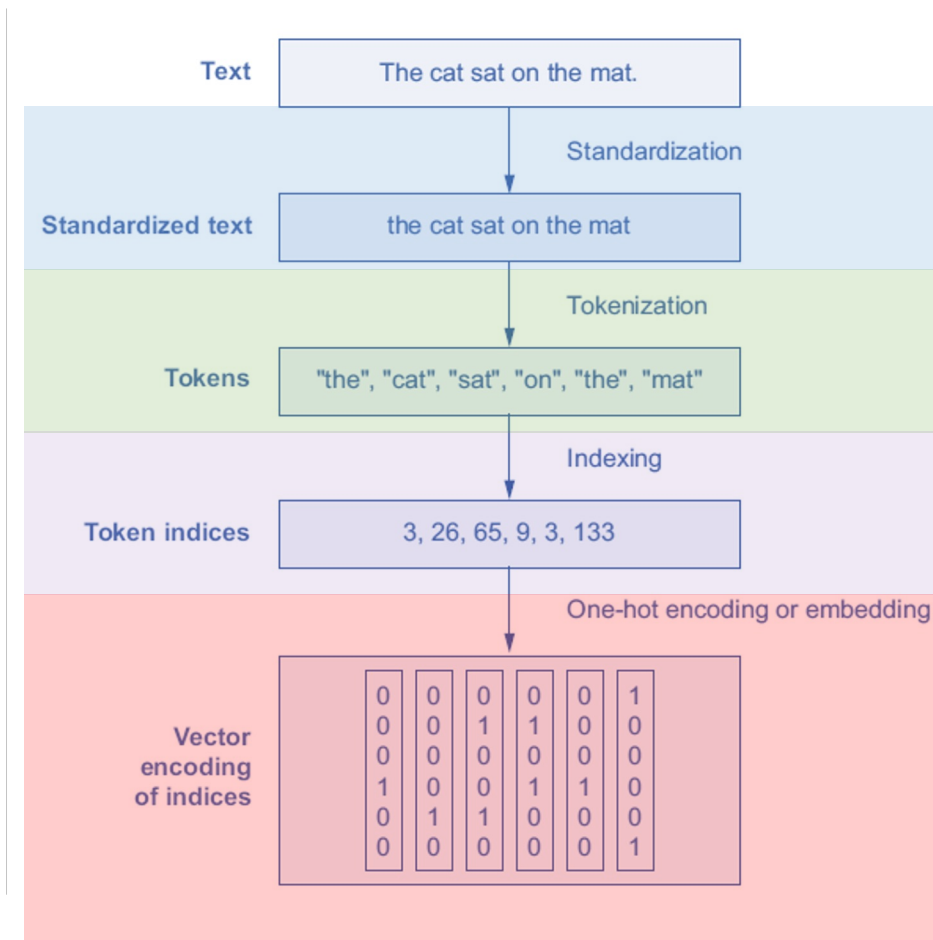 Text
The cat sat on the mat.
Standardization
Standardized text
the cat sat on the mat
Tokenization
Tokens
"the", "cat", "sat", "on", "the", "mat"
Indexing
Token indices
3, 26, 65, 9, 3, 133
One-hot encoding or embedding
Vector
encoding
of indices
0 0 0 0 0 1
0 0 1 1 0 0
0 0 0 0 0 0
1 0 0 1 1 0
0 1 1 0 0 0
0 0 0 0 0 1